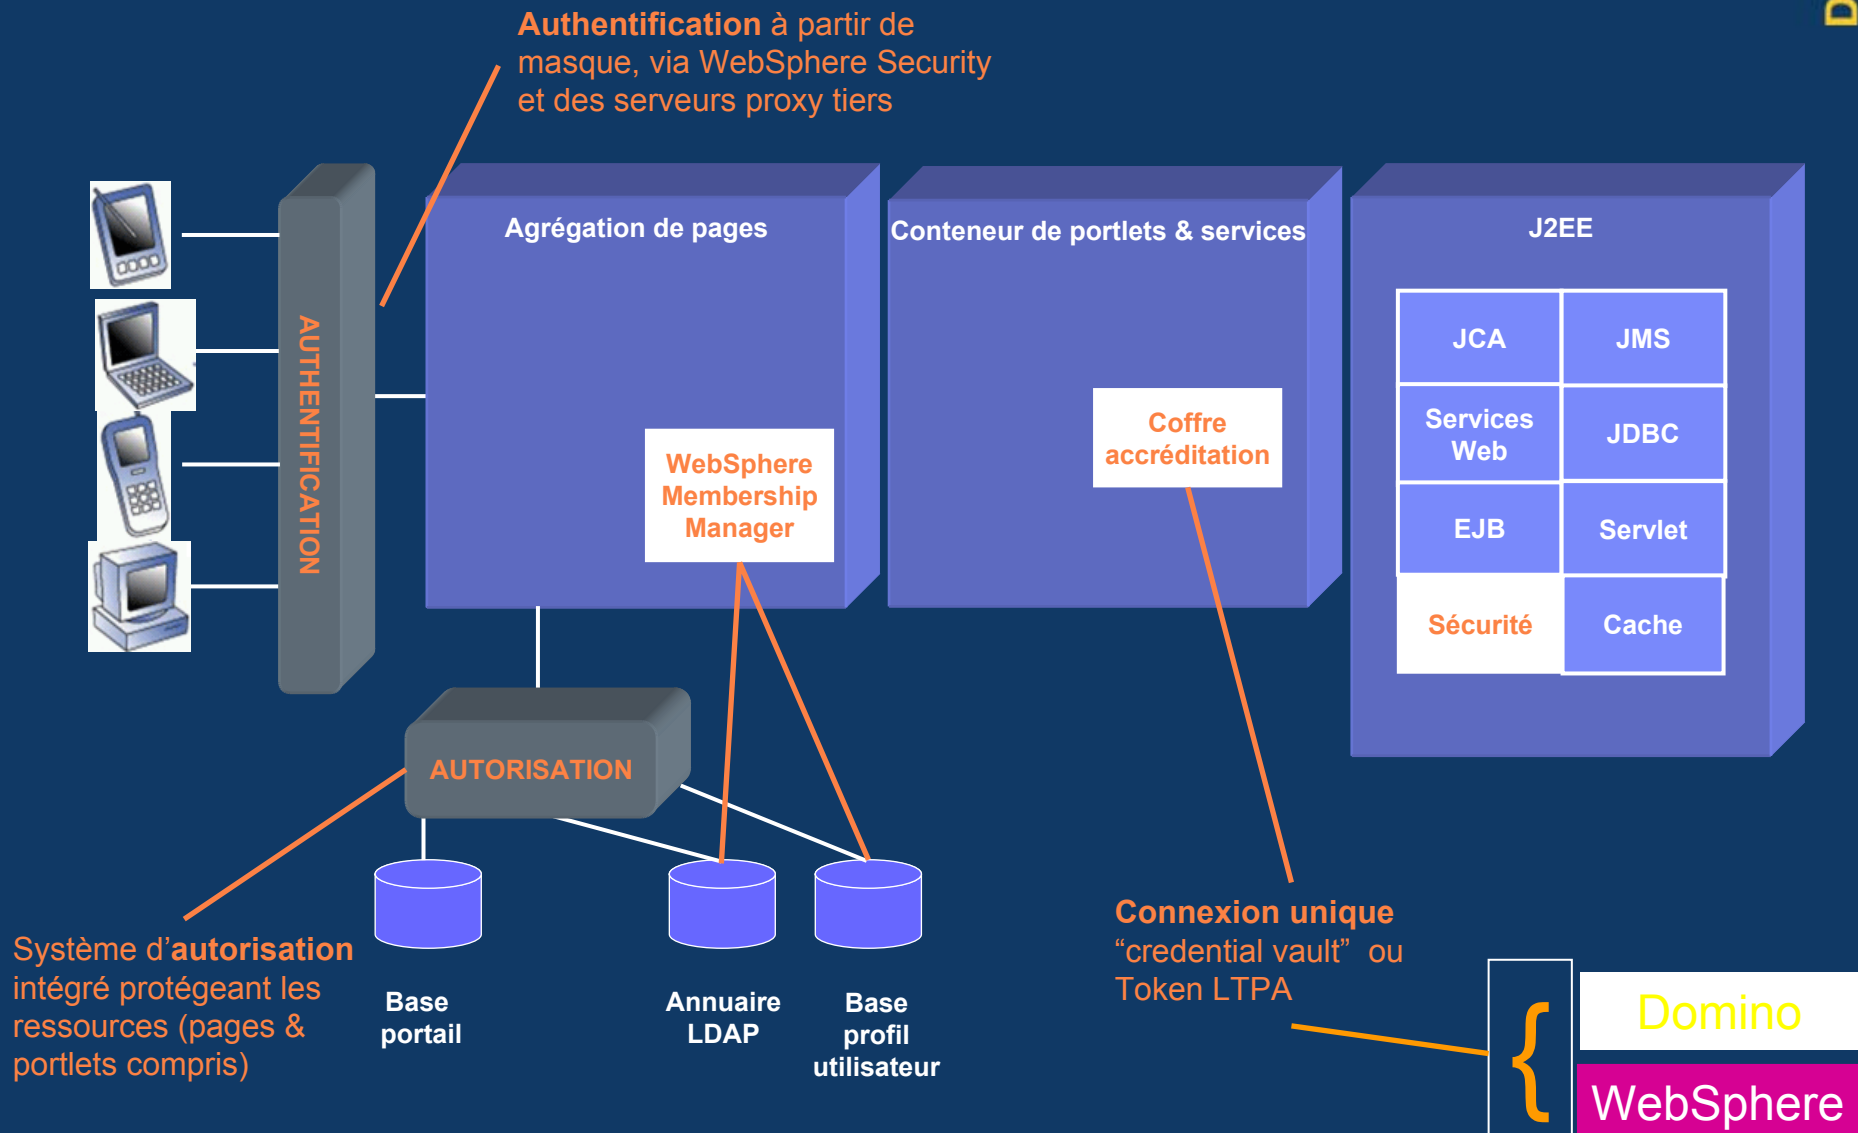 D
Authentification à partir de
masque, via WebSphere Security
et des serveurs proxy tiers
AUTHENTIFICATION
Agrégation de pages
WebSphere
Membership
Manager
Conteneur de portlets & services
Coffre
accréditation
J2EE
JCA
JMS
Services
Web
JDBC
EJB
Servlet
Sécurité
Cache
AUTORISATION
Système d’autorisation
intégré protégeant les
ressources (pages &
portlets compris)
Base
portail
Annuaire
LDAP
Base
profil
utilisateur
Connexion unique
“credential vault” ou
Token LTPA
{
Domino
WebSphere